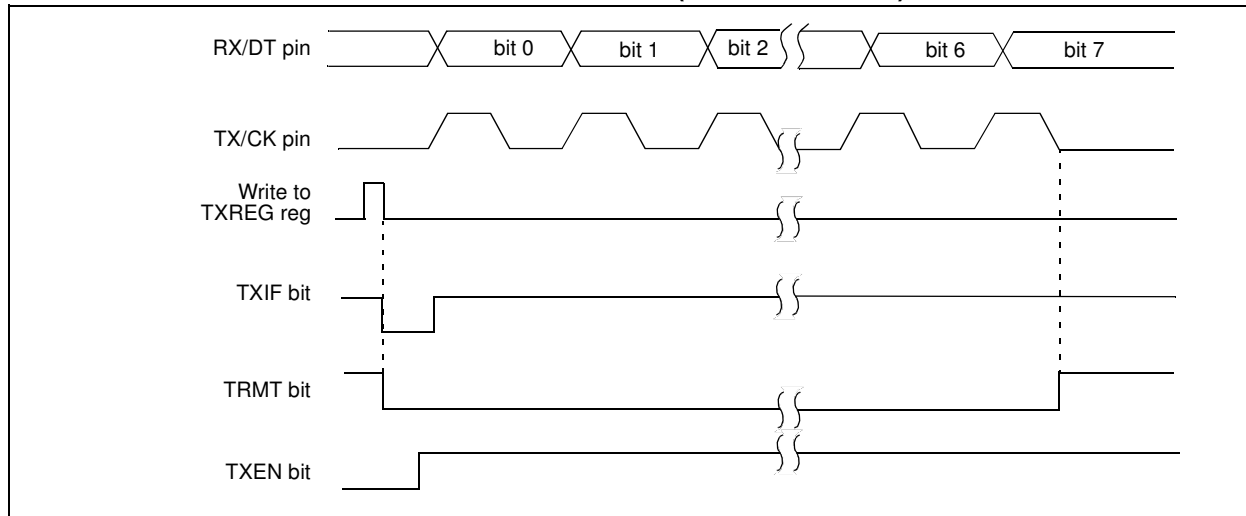 RX/DT pin
bit 0 bit 1 bit 2 bit 6 bit 7
TX/CK pin
Write to
TXREG reg
TXIF bit
TRMT bit
TXEN bit